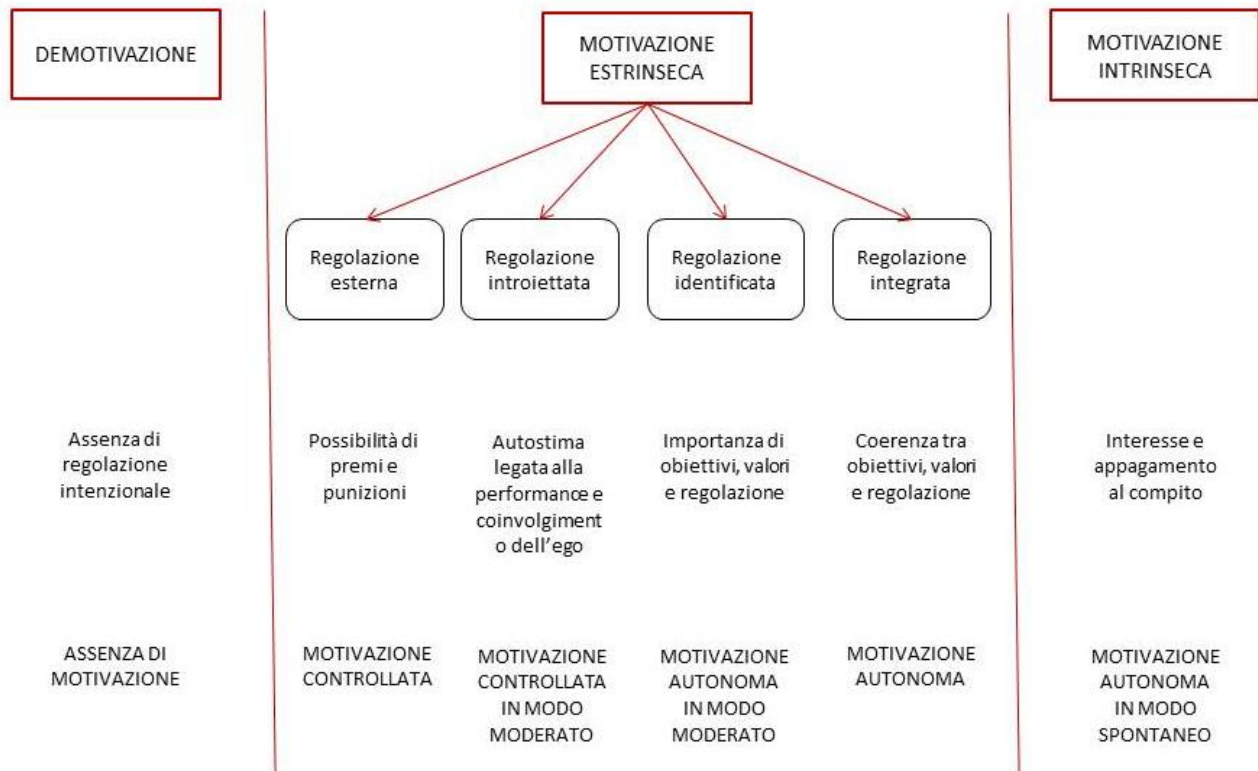 DEMOTIVAZIONE
MOTIVAZIONE
ESTRINSECA
MOTIVAZIONE
INTRINSECA
Regolazione
esterna
Regolazione
introiettata
Regolazione
identificata
Regolazione
integrata
Assenza di
regolazione
intenzionale
Possibilità di
premi e
punizioni
Autostima
legata alla
performance e
coinvolgiment
o dell'ego
Importanza di
obiettivi, valori
e regolazione
Coerenza tra
obiettivi, valori
e regolazione
Interesse e
appagamento
al compito
ASSENZA DI
MOTIVAZIONE
MOTIVAZIONE
CONTROLLATA
MOTIVAZIONE
CONTROLLATA
IN MODO
MODERATO
MOTIVAZIONE
AUTONOMA
IN MODO
MODERATO
MOTIVAZIONE
AUTONOMA
MOTIVAZIONE
AUTONOMA
IN MODO
SPONTANEO